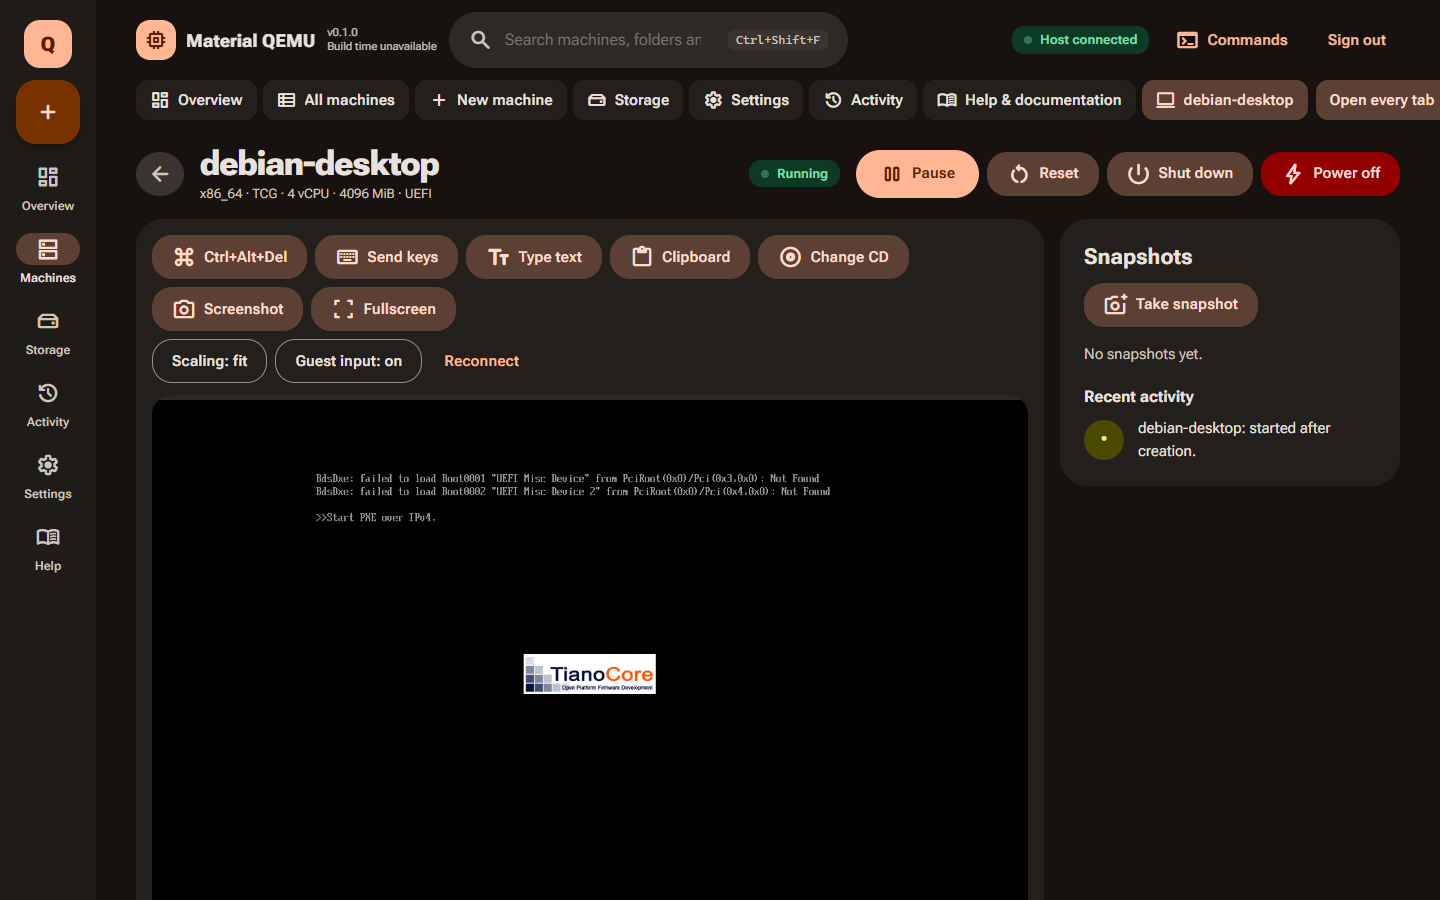 Q
Material QEMU
v0.1.0
Build time unavailable
Search machines, folders an
Ctrl+Shift+F
Host connected
Commands
Sign out
Overview
All machines
New machine
Storage
Settings
Activity
Help & documentation
debian-desktop
Open every tab
Overview
Machines
Storage
Activity
Settings
Help
debian-desktop
x86_64 · TCG · 4 vCPU · 4096 MiB · UEFI
Running
Pause
Reset
Shut down
Power off
Ctrl+Alt+Del
Send keys
Type text
Clipboard
Change CD
Screenshot
Fullscreen
Scaling: fit
Guest input: on
Reconnect
BdsDxe: failed to load Boot0001 "UEFI Misc Device" from PciRoot(0x0)/Pci(0x3,0x0): Not Found
BdsDxe: failed to load Boot0002 "UEFI Misc Device 2" from PciRoot(0x0)/Pci(0x4,0x0): Not Found
>>Start PXE over IPv4.
TianoCore
Open Platform Firmware Development
Snapshots
Take snapshot
No snapshots yet.
Recent activity
debian-desktop: started after
creation.